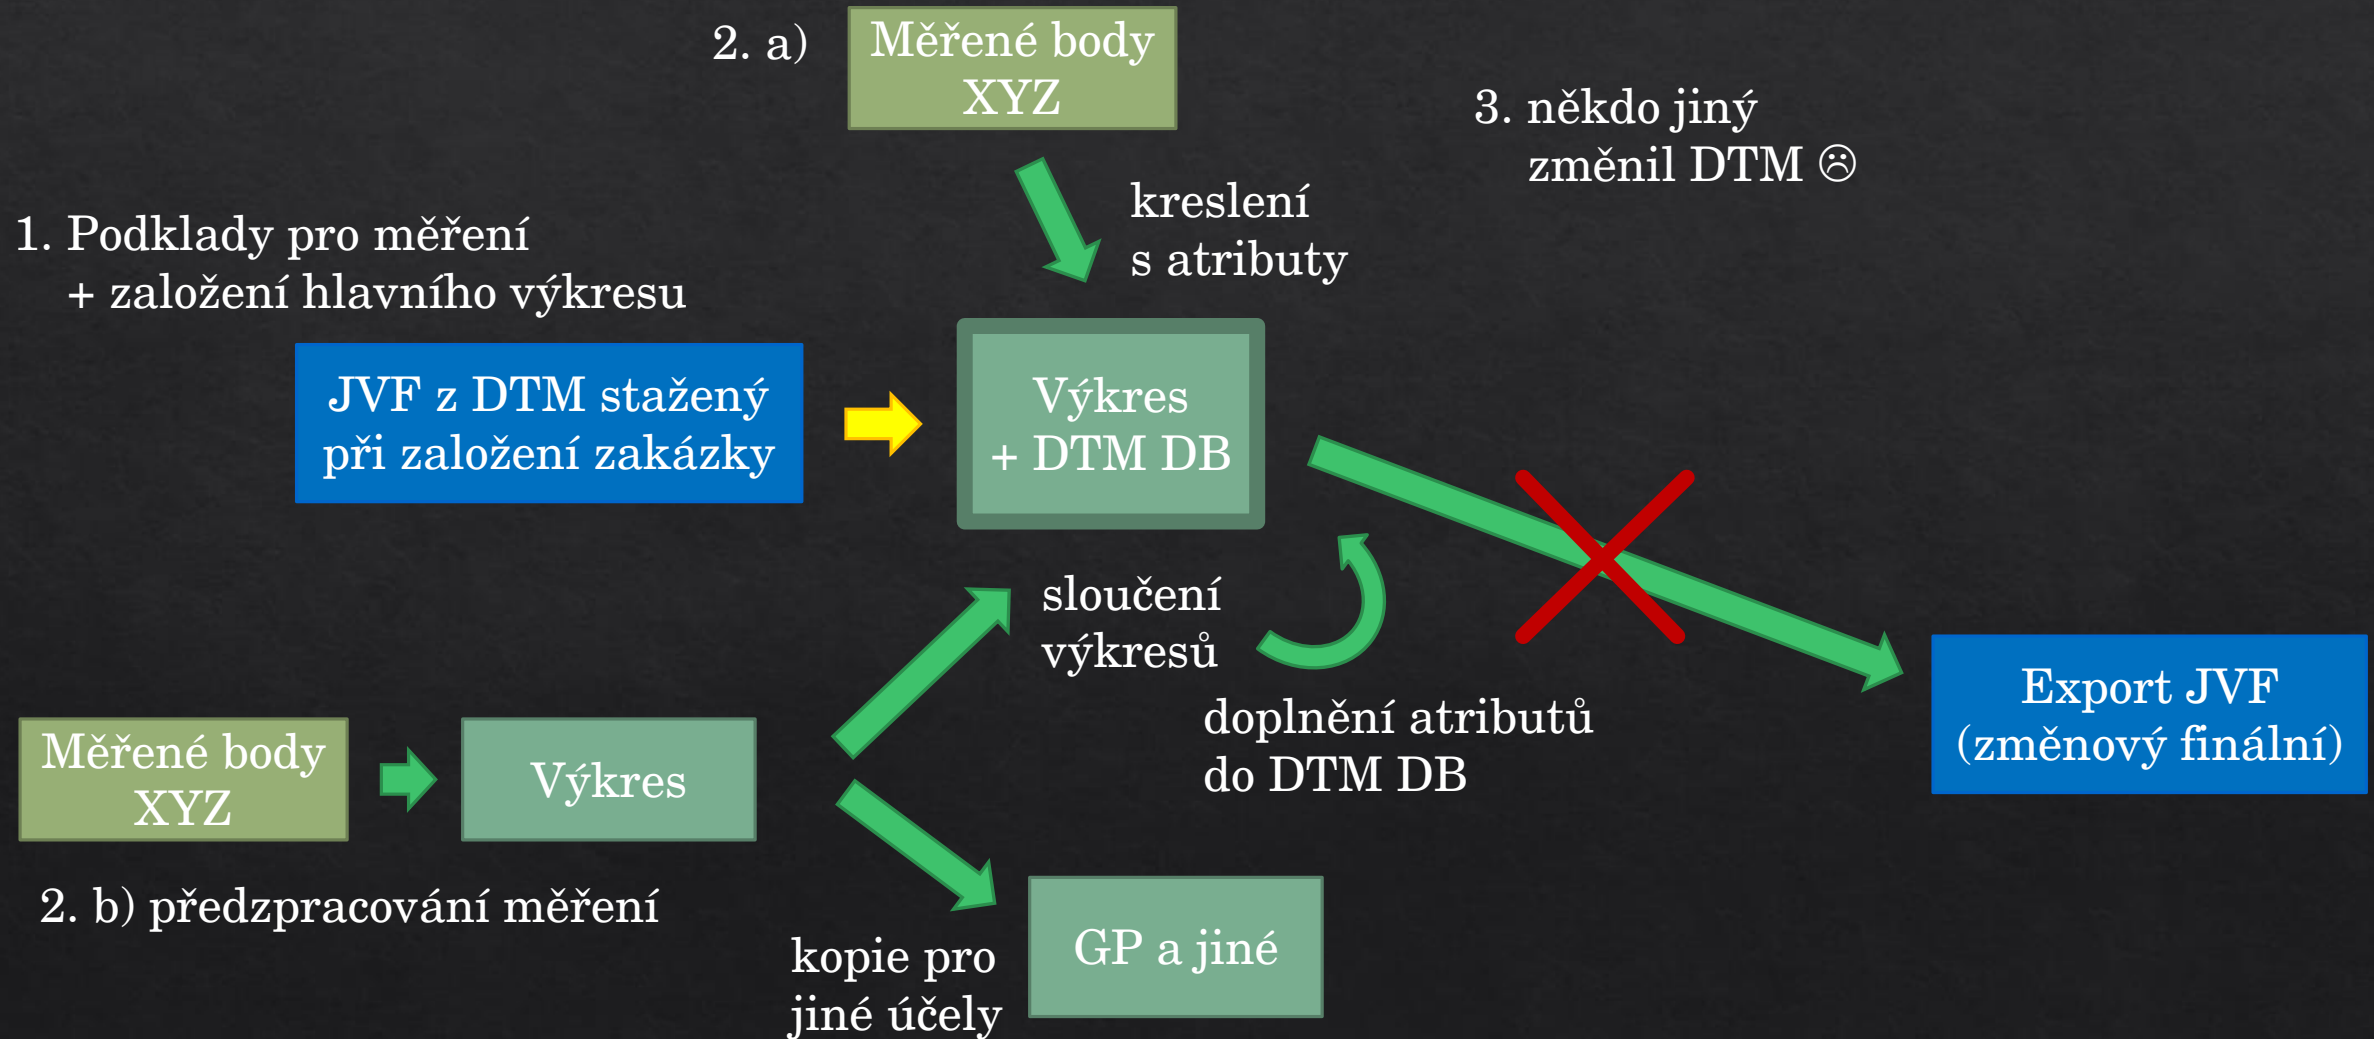 2. a)
Měřené body
XYZ
3. někdo jiný
změnil DTM ☹
kreslení
s atributy
1. Podklady pro měření
+ založení hlavního výkresu
JVF z DTM stažený
při založení zakázky
Výkres
+ DTM DB
sloučení
výkresů
doplnění atributů
do DTM DB
Export JVF
(změnový finální)
Měřené body
XYZ
Výkres
2. b) předzpracování měření
kopie pro
jiné účely
GP a jiné